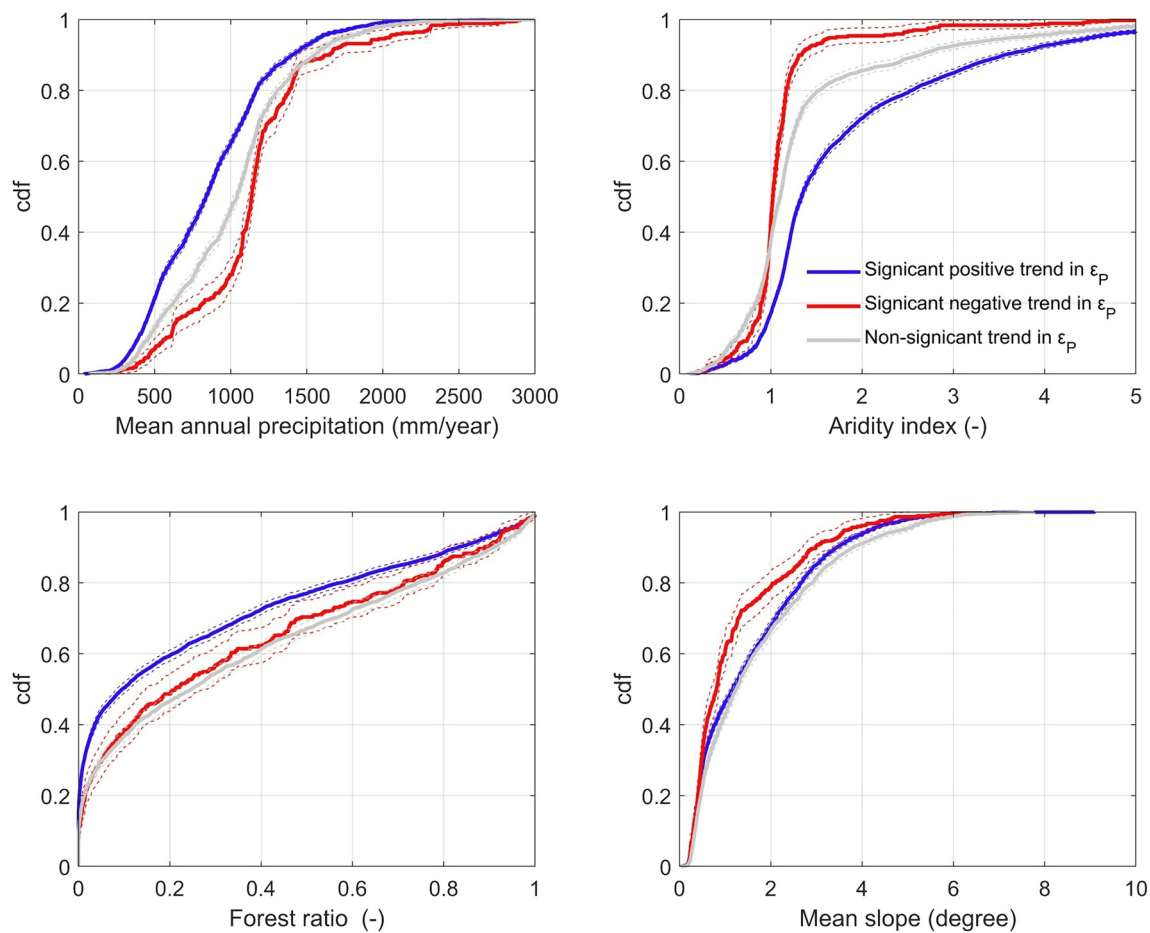 1
0.8
0.6
0.4
0.2
0
cdf
0 500 1000 1500 2000 2500 3000
Mean annual precipitation (mm/year)
1
0.8
0.6
0.4
0.2
0
cdf
Signicant positive trend in εP
Signicant negative trend in εP
Non-signicant trend in εP
0 1 2 3 4 5
Aridity index (-)
1
0.8
0.6
0.4
0.2
0
cdf
0 0.2 0.4 0.6 0.8 1
Forest ratio (-)
1
0.8
0.6
0.4
0.2
0
cdf
0 2 4 6 8 10
Mean slope (degree)